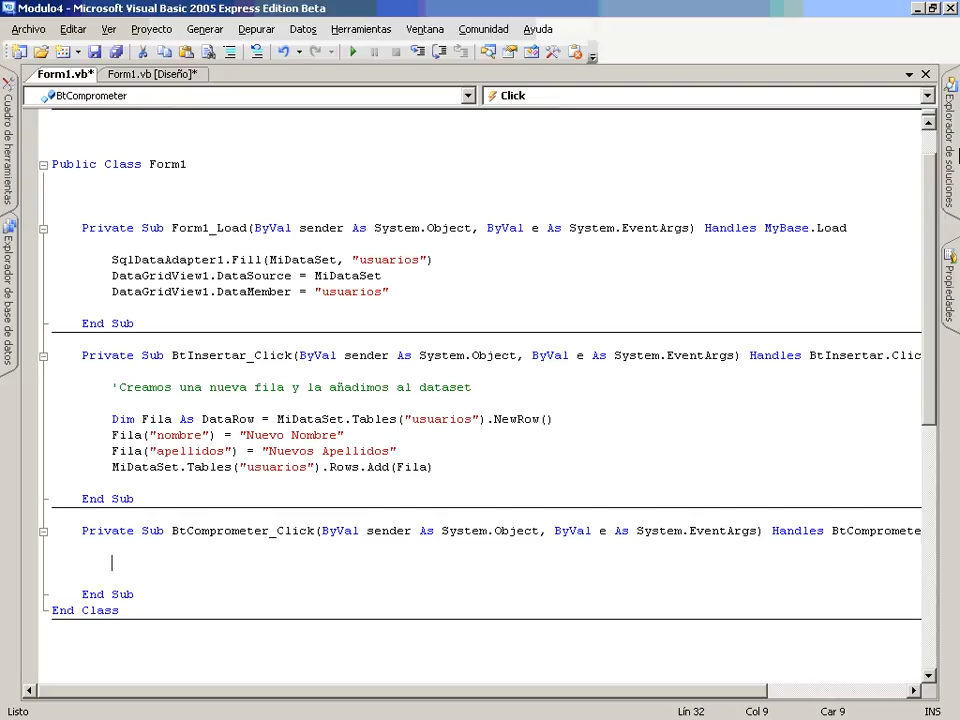 Modulo4 - Microsoft Visual Basic 2005 Express Edition Beta
Archivo Editar Ver Proyecto Generar Depurar Datos Herramientas Ventana Comunidad Ayuda
Form1.vb* Form1.vb [Diseño]*
BtComprometer Click
Cuadro de herramientas
Explorador de base de datos
Explorador de soluciones
Propiedades
Public Class Form1
Private Sub Form1_Load(ByVal sender As System.Object, ByVal e As System.EventArgs) Handles MyBase.Load
SqlDataAdapter1.Fill(MiDataSet, "usuarios")
DataGridView1.DataSource = MiDataSet
DataGridView1.DataMember = "usuarios"
End Sub
Private Sub BtInsertar_Click(ByVal sender As System.Object, ByVal e As System.EventArgs) Handles BtInsertar.Clic
'Creamos una nueva fila y la añadimos al dataset
Dim Fila As DataRow = MiDataSet.Tables("usuarios").NewRow()
Fila("nombre") = "Nuevo Nombre"
Fila("apellidos") = "Nuevos Apellidos"
MiDataSet.Tables("usuarios").Rows.Add(Fila)
End Sub
Private Sub BtComprometer_Click(ByVal sender As System.Object, ByVal e As System.EventArgs) Handles BtCompromete
End Sub
End Class
Listo Lín 32 Col 9 Car 9 INS